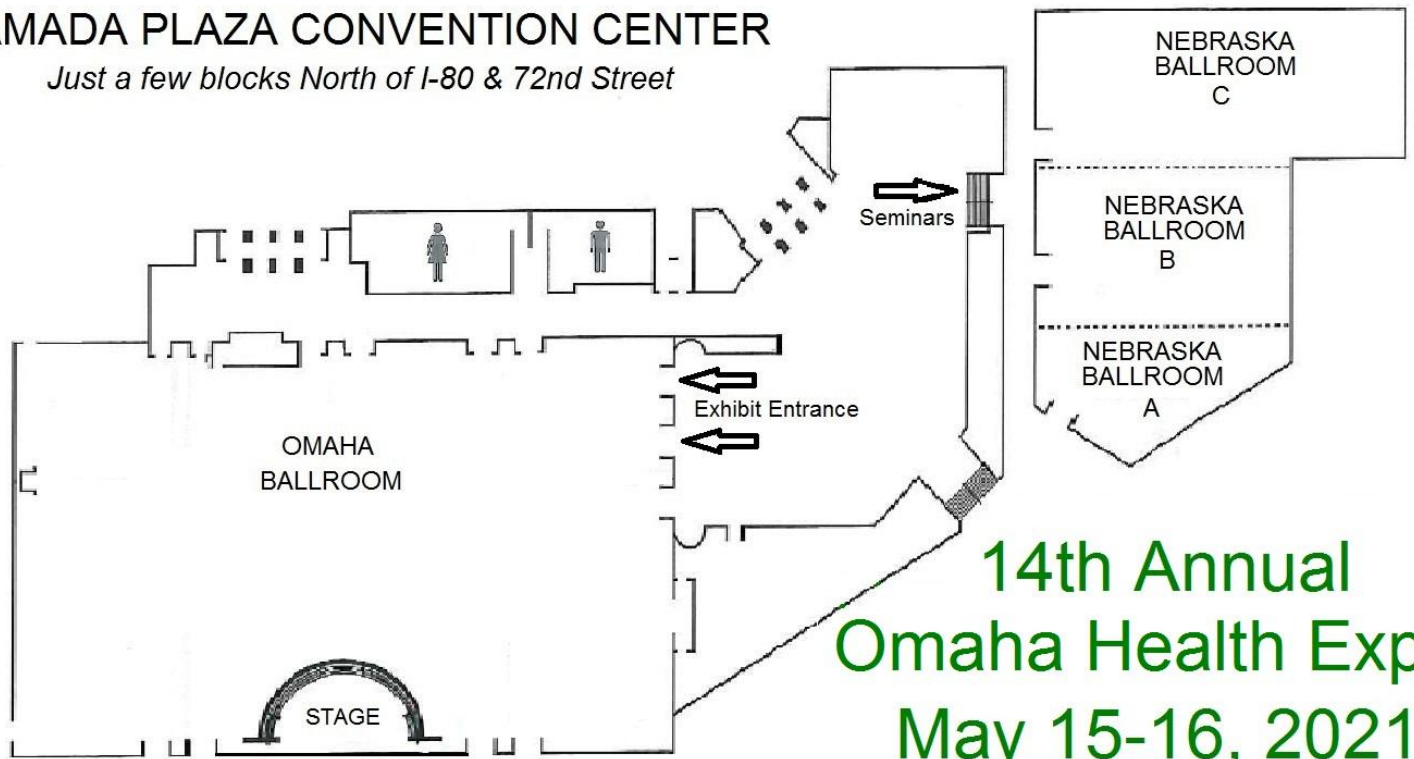 AMADA PLAZA CONVENTION CENTER
Just a few blocks North of I-80 & 72nd Street
NEBRASKA
BALLROOM
C
Seminars
NEBRASKA
BALLROOM
B
NEBRASKA
BALLROOM
A
Exhibit Entrance
OMAHA
BALLROOM
STAGE
14th Annual
Omaha Health Exp
May 15-16, 2021